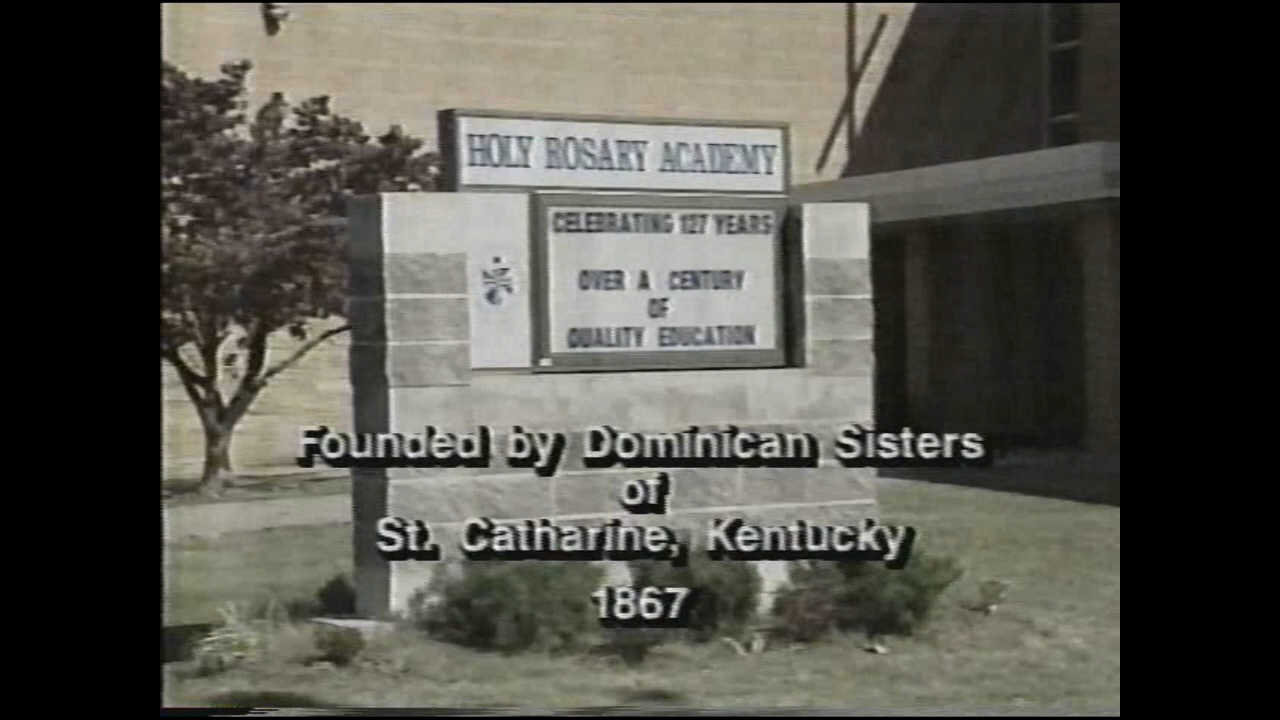 HOLY ROSARY ACADEMY
CELEBRATING 127 YEARS
OVER A CENTURY
OF
QUALITY EDUCATION
Founded by Dominican Sisters
of
St. Catharine, Kentucky
1867